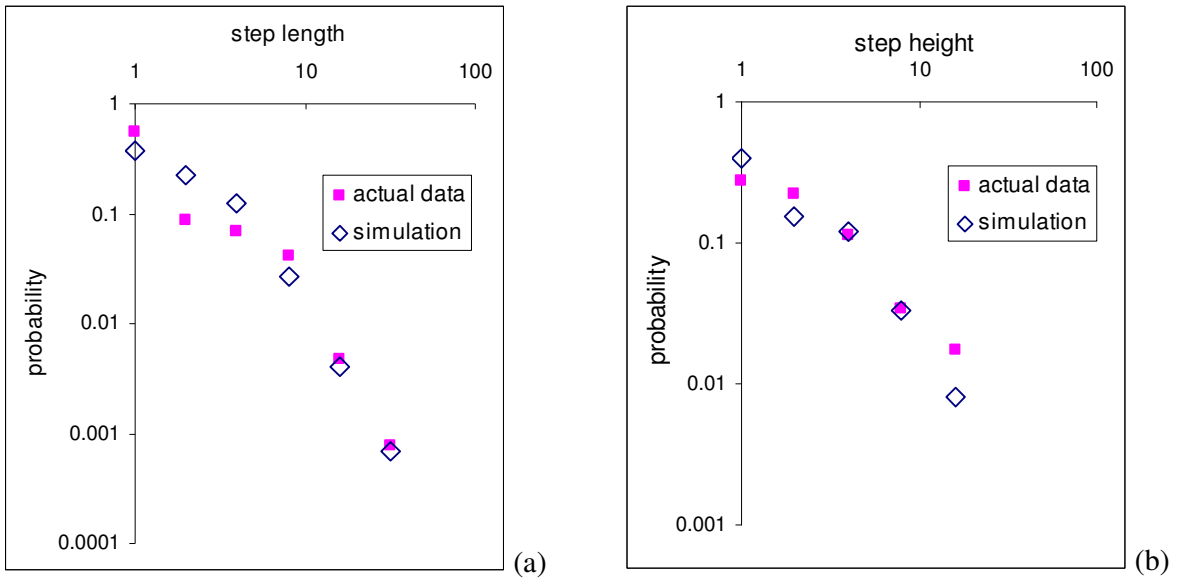 step length
1 10 100
1
0.1
0.01
0.001
0.0001
probability
actual data
simulation
(a)
step height
1 10 100
1
0.1
0.01
0.001
probability
actual data
simulation
(b)